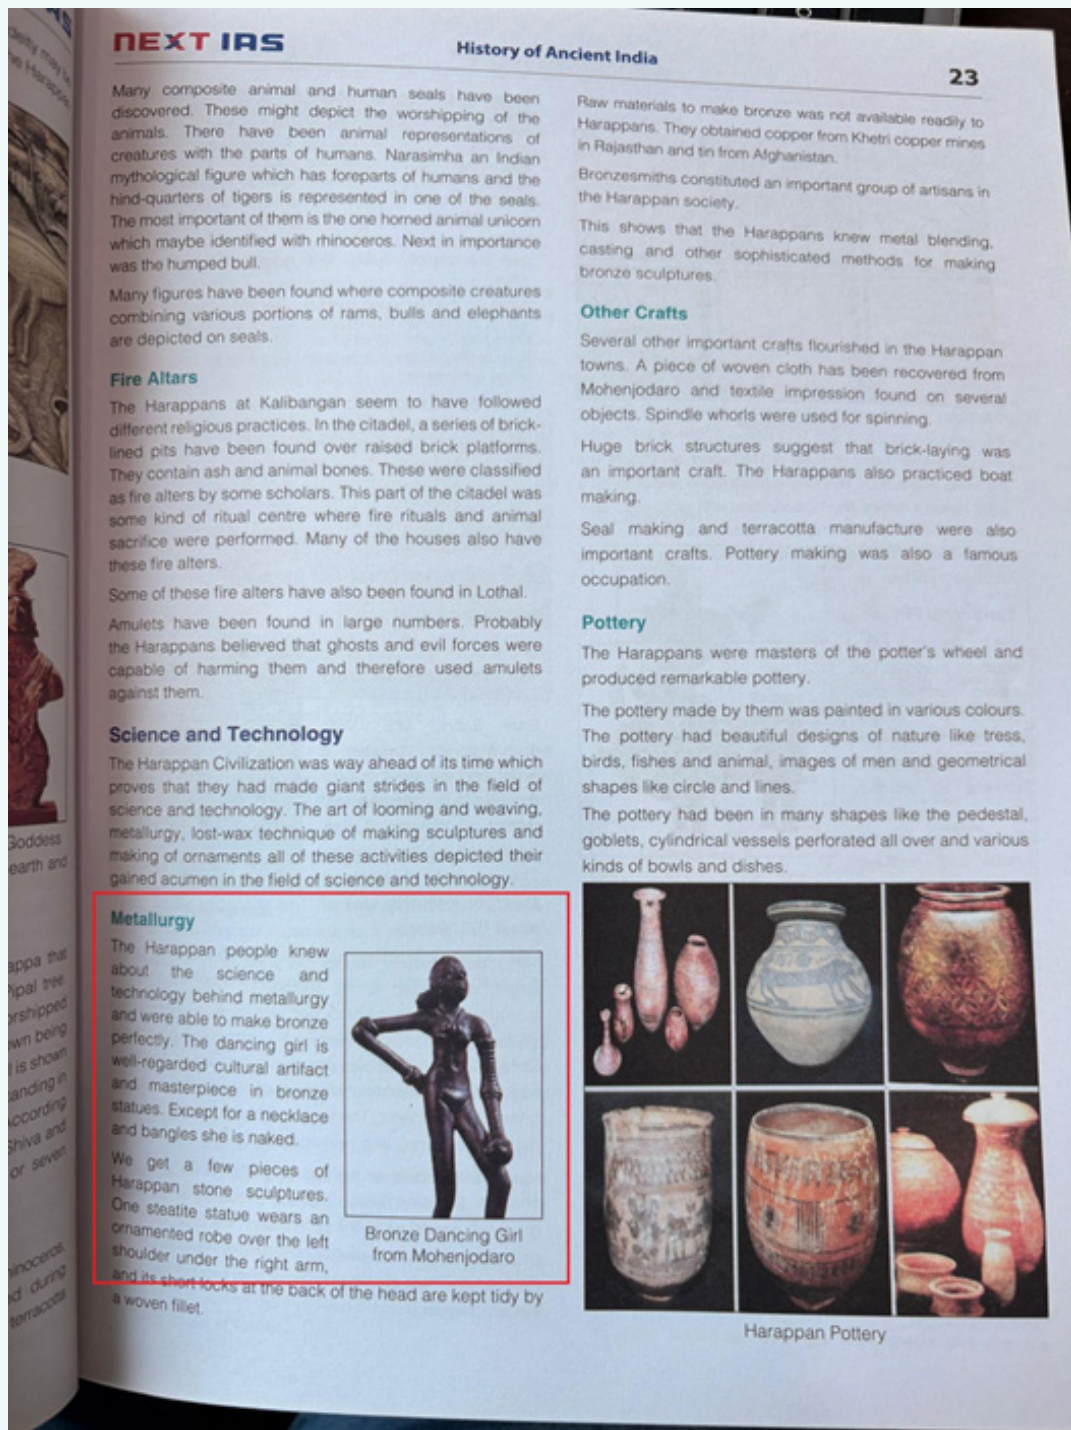 NEXT IAS
History of Ancient India
23
Many composite animal and human seals have been
discovered. These might depict the worshipping of the
animals. There have been animal representations of
creatures with the parts of humans. Narasimha an Indian
mythological figure which has foreparts of humans and the
hind-quarters of tigers is represented in one of the seals.
The most important of them is the one horned animal unicorn
which maybe identified with rhinoceros. Next in importance
was the humped bull.
Many figures have been found where composite creatures
combining various portions of rams, bulls and elephants
are depicted on seals.
Fire Altars
The Harappans at Kalibangan seem to have followed
different religious practices. In the citadel, a series of brick-
lined pits have been found over raised brick platforms.
They contain ash and animal bones. These were classified
as fire alters by some scholars. This part of the citadel was
some kind of ritual centre where fire rituals and animal
sacrifice were performed. Many of the houses also have
these fire alters.
Some of these fire alters have also been found in Lothal.
Amulets have been found in large numbers. Probably
the Harappans believed that ghosts and evil forces were
capable of harming them and therefore used amulets
against them.
Science and Technology
The Harappan Civilization was way ahead of its time which
proves that they had made giant strides in the field of
science and technology. The art of looming and weaving,
metallurgy, lost-wax technique of making sculptures and
making of ornaments all of these activities depicted their
gained acumen in the field of science and technology.
Metallurgy
The Harappan people knew
about the science and
technology behind metallurgy
and were able to make bronze
perfectly. The dancing girl is
well-regarded cultural artifact
and masterpiece in bronze
statues. Except for a necklace
and bangles she is naked.
We get a few pieces of
Harappan stone sculptures.
One steatite statue wears an
ornamented robe over the left
shoulder under the right arm,
and its short locks at the back of the head are kept tidy by
a woven fillet.
Bronze Dancing Girl
from Mohenjodaro
Raw materials to make bronze was not available readily to
Harappans. They obtained copper from Khetri copper mines
in Rajasthan and tin from Afghanistan.
Bronzesmiths constituted an important group of artisans in
the Harappan society.
This shows that the Harappans knew metal blending,
casting and other sophisticated methods for making
bronze sculptures.
Other Crafts
Several other important crafts flourished in the Harappan
towns. A piece of woven cloth has been recovered from
Mohenjodaro and textile impression found on several
objects. Spindle whorls were used for spinning.
Huge brick structures suggest that brick-laying was
an important craft. The Harappans also practiced boat
making.
Seal making and terracotta manufacture were also
important crafts. Pottery making was also a famous
occupation.
Pottery
The Harappans were masters of the potter's wheel and
produced remarkable pottery.
The pottery made by them was painted in various colours.
The pottery had beautiful designs of nature like tress,
birds, fishes and animal, images of men and geometrical
shapes like circle and lines.
The pottery had been in many shapes like the pedestal,
goblets, cylindrical vessels perforated all over and various
kinds of bowls and dishes.
Harappan Pottery